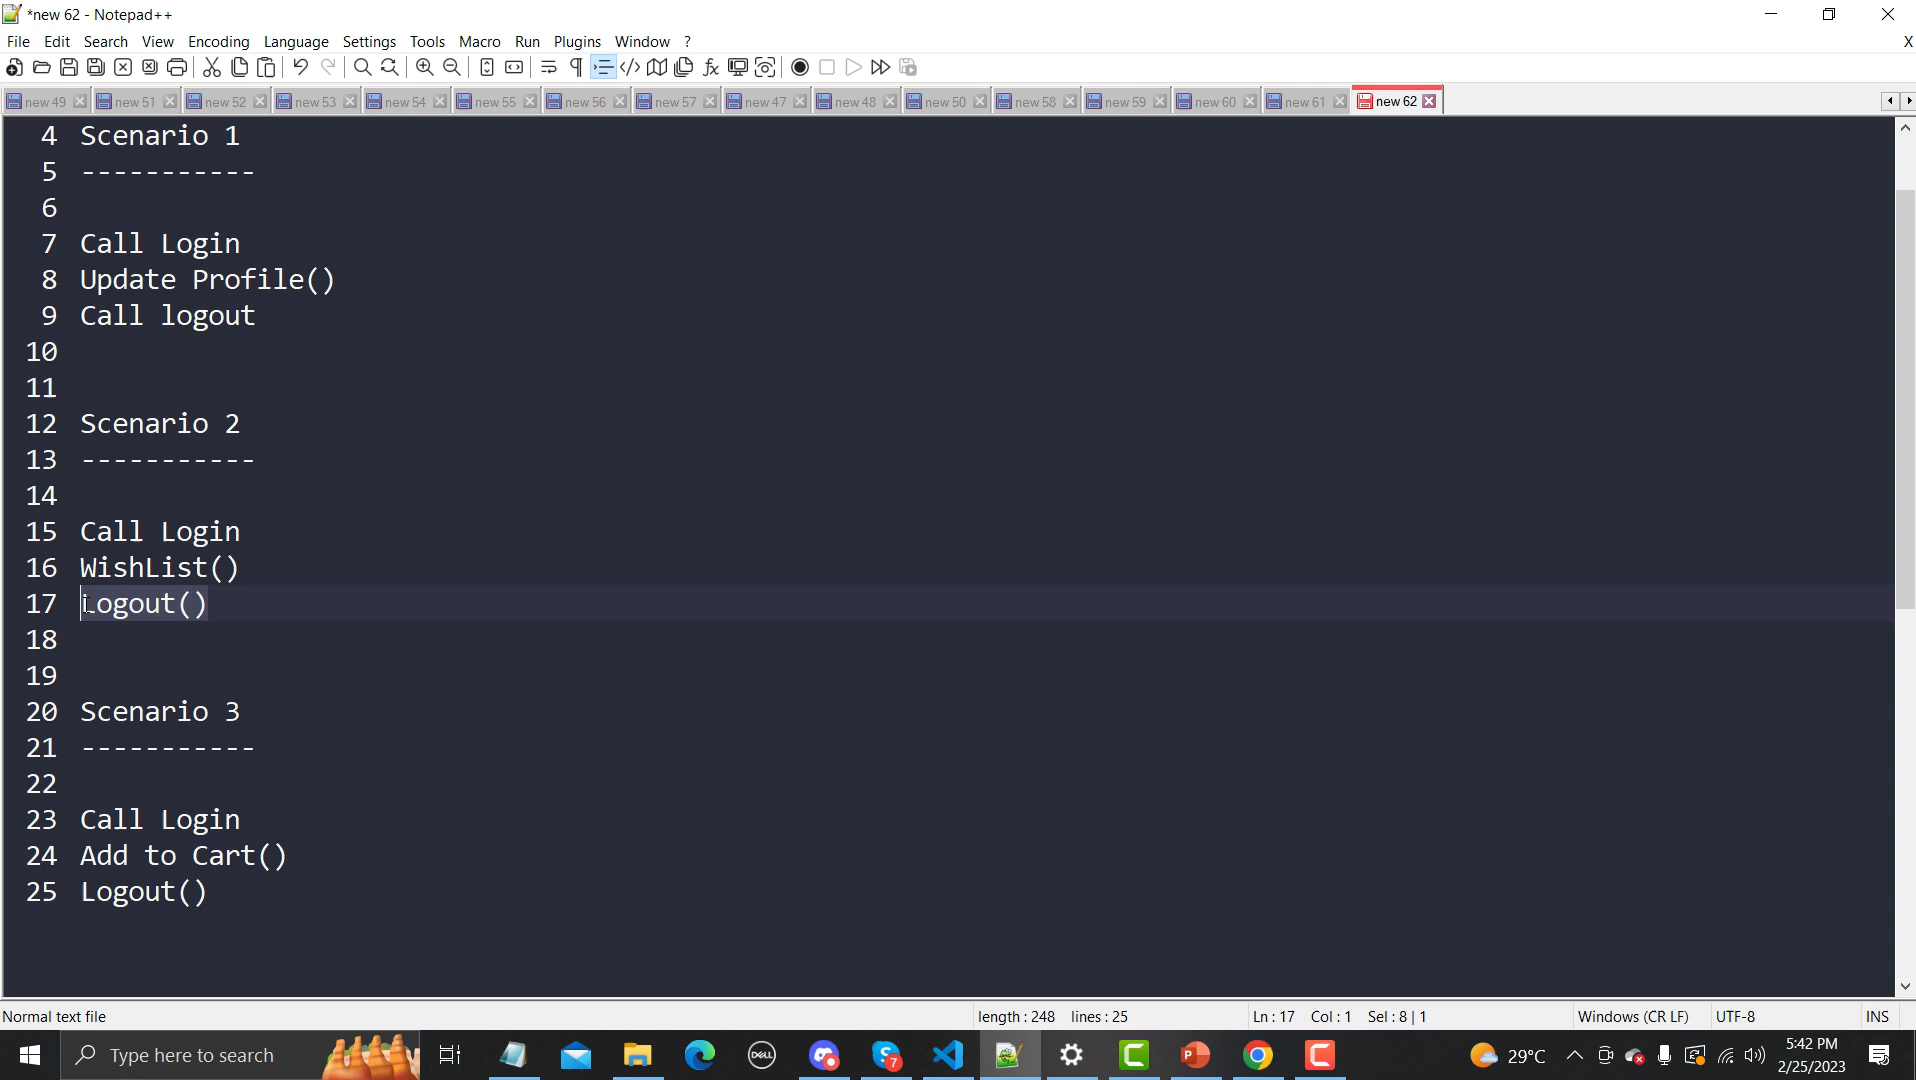 *new 62 - Notepad++
File Edit Search View Encoding Language Settings Tools Macro Run Plugins Window ? X
new 49 new 51 new 52 new 53 new 54 new 55 new 56 new 57 new 47 new 48 new 50 new 58 new 59 new 60 new 61 new 62
4 Scenario 1
5 -----------
6
7 Call Login
8 Update Profile()
9 Call logout
10
11
12 Scenario 2
13 -----------
14
15 Call Login
16 WishList()
17 Logout()
18
19
20 Scenario 3
21 -----------
22
23 Call Login
24 Add to Cart()
25 Logout()
Normal text file length : 248 lines : 25 Ln : 17 Col : 1 Sel : 8 | 1 Windows (CR LF) UTF-8 INS
Type here to search DELL 7 29°C 5:42 PM
2/25/2023